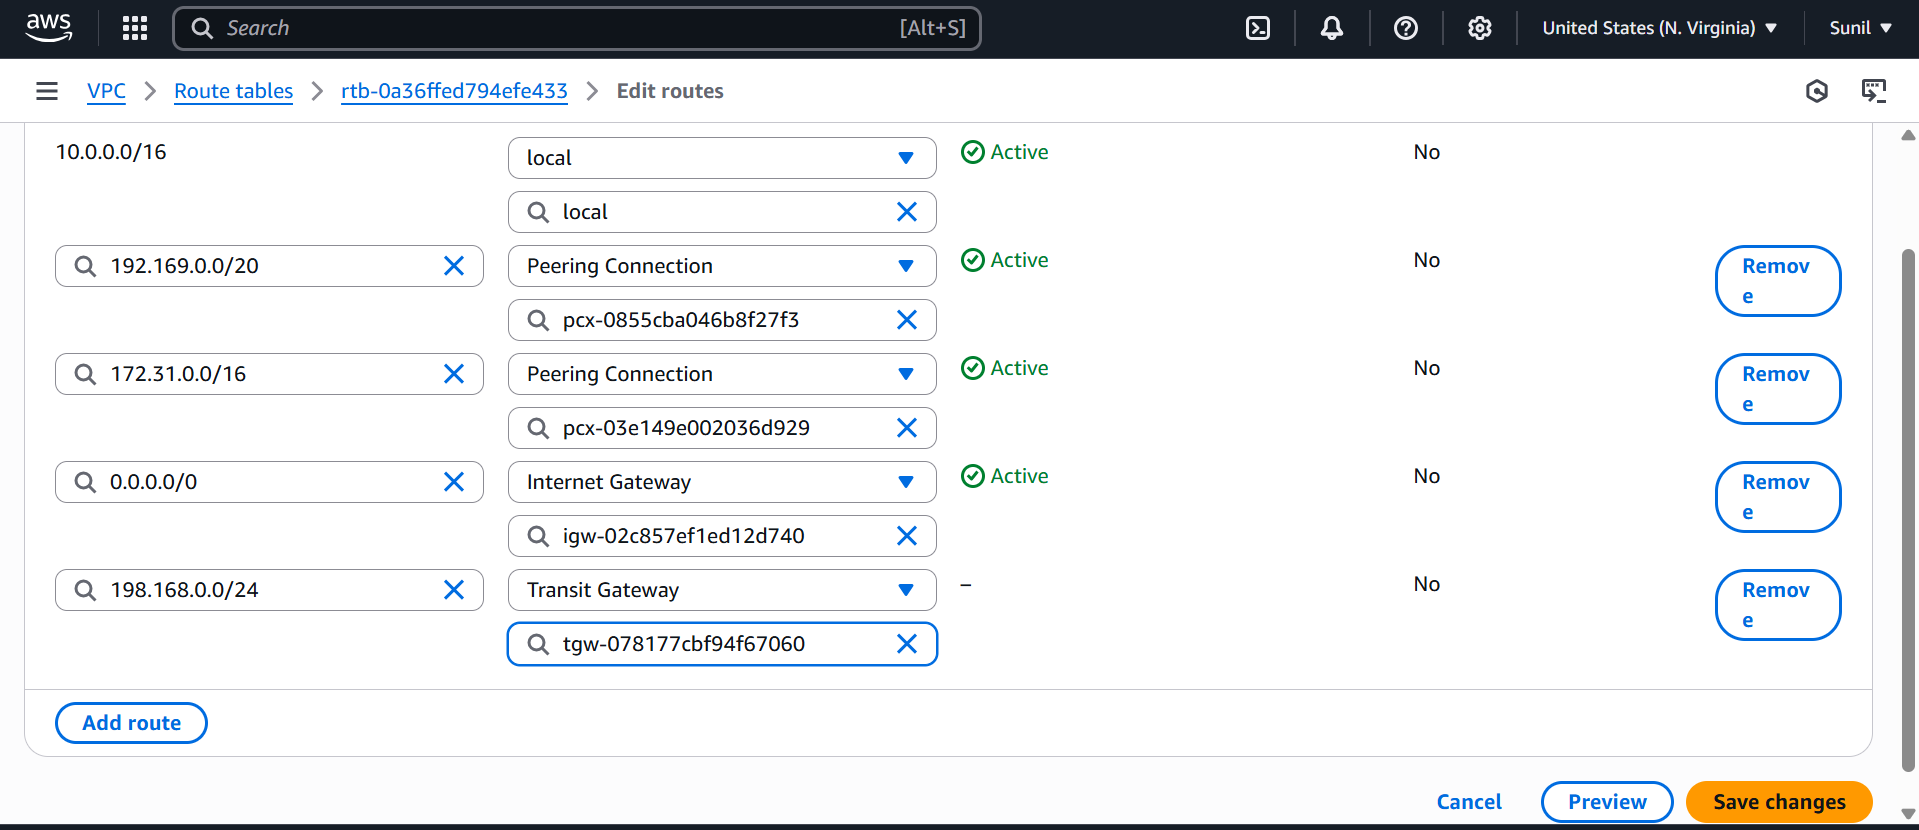 aws
Search [Alt+S]
United States (N. Virginia)
Sunil
VPC
Route tables
rtb-0a36ffed794efe433
Edit routes
10.0.0.0/16
local
Active
No
local
192.169.0.0/20
Peering Connection
Active
No
Remov
e
pcx-0855cba046b8f27f3
172.31.0.0/16
Peering Connection
Active
No
Remov
e
pcx-03e149e002036d929
0.0.0.0/0
Internet Gateway
Active
No
Remov
e
igw-02c857ef1ed12d740
198.168.0.0/24
Transit Gateway
–
No
Remov
e
tgw-078177cbf94f67060
Add route
Cancel
Preview
Save changes